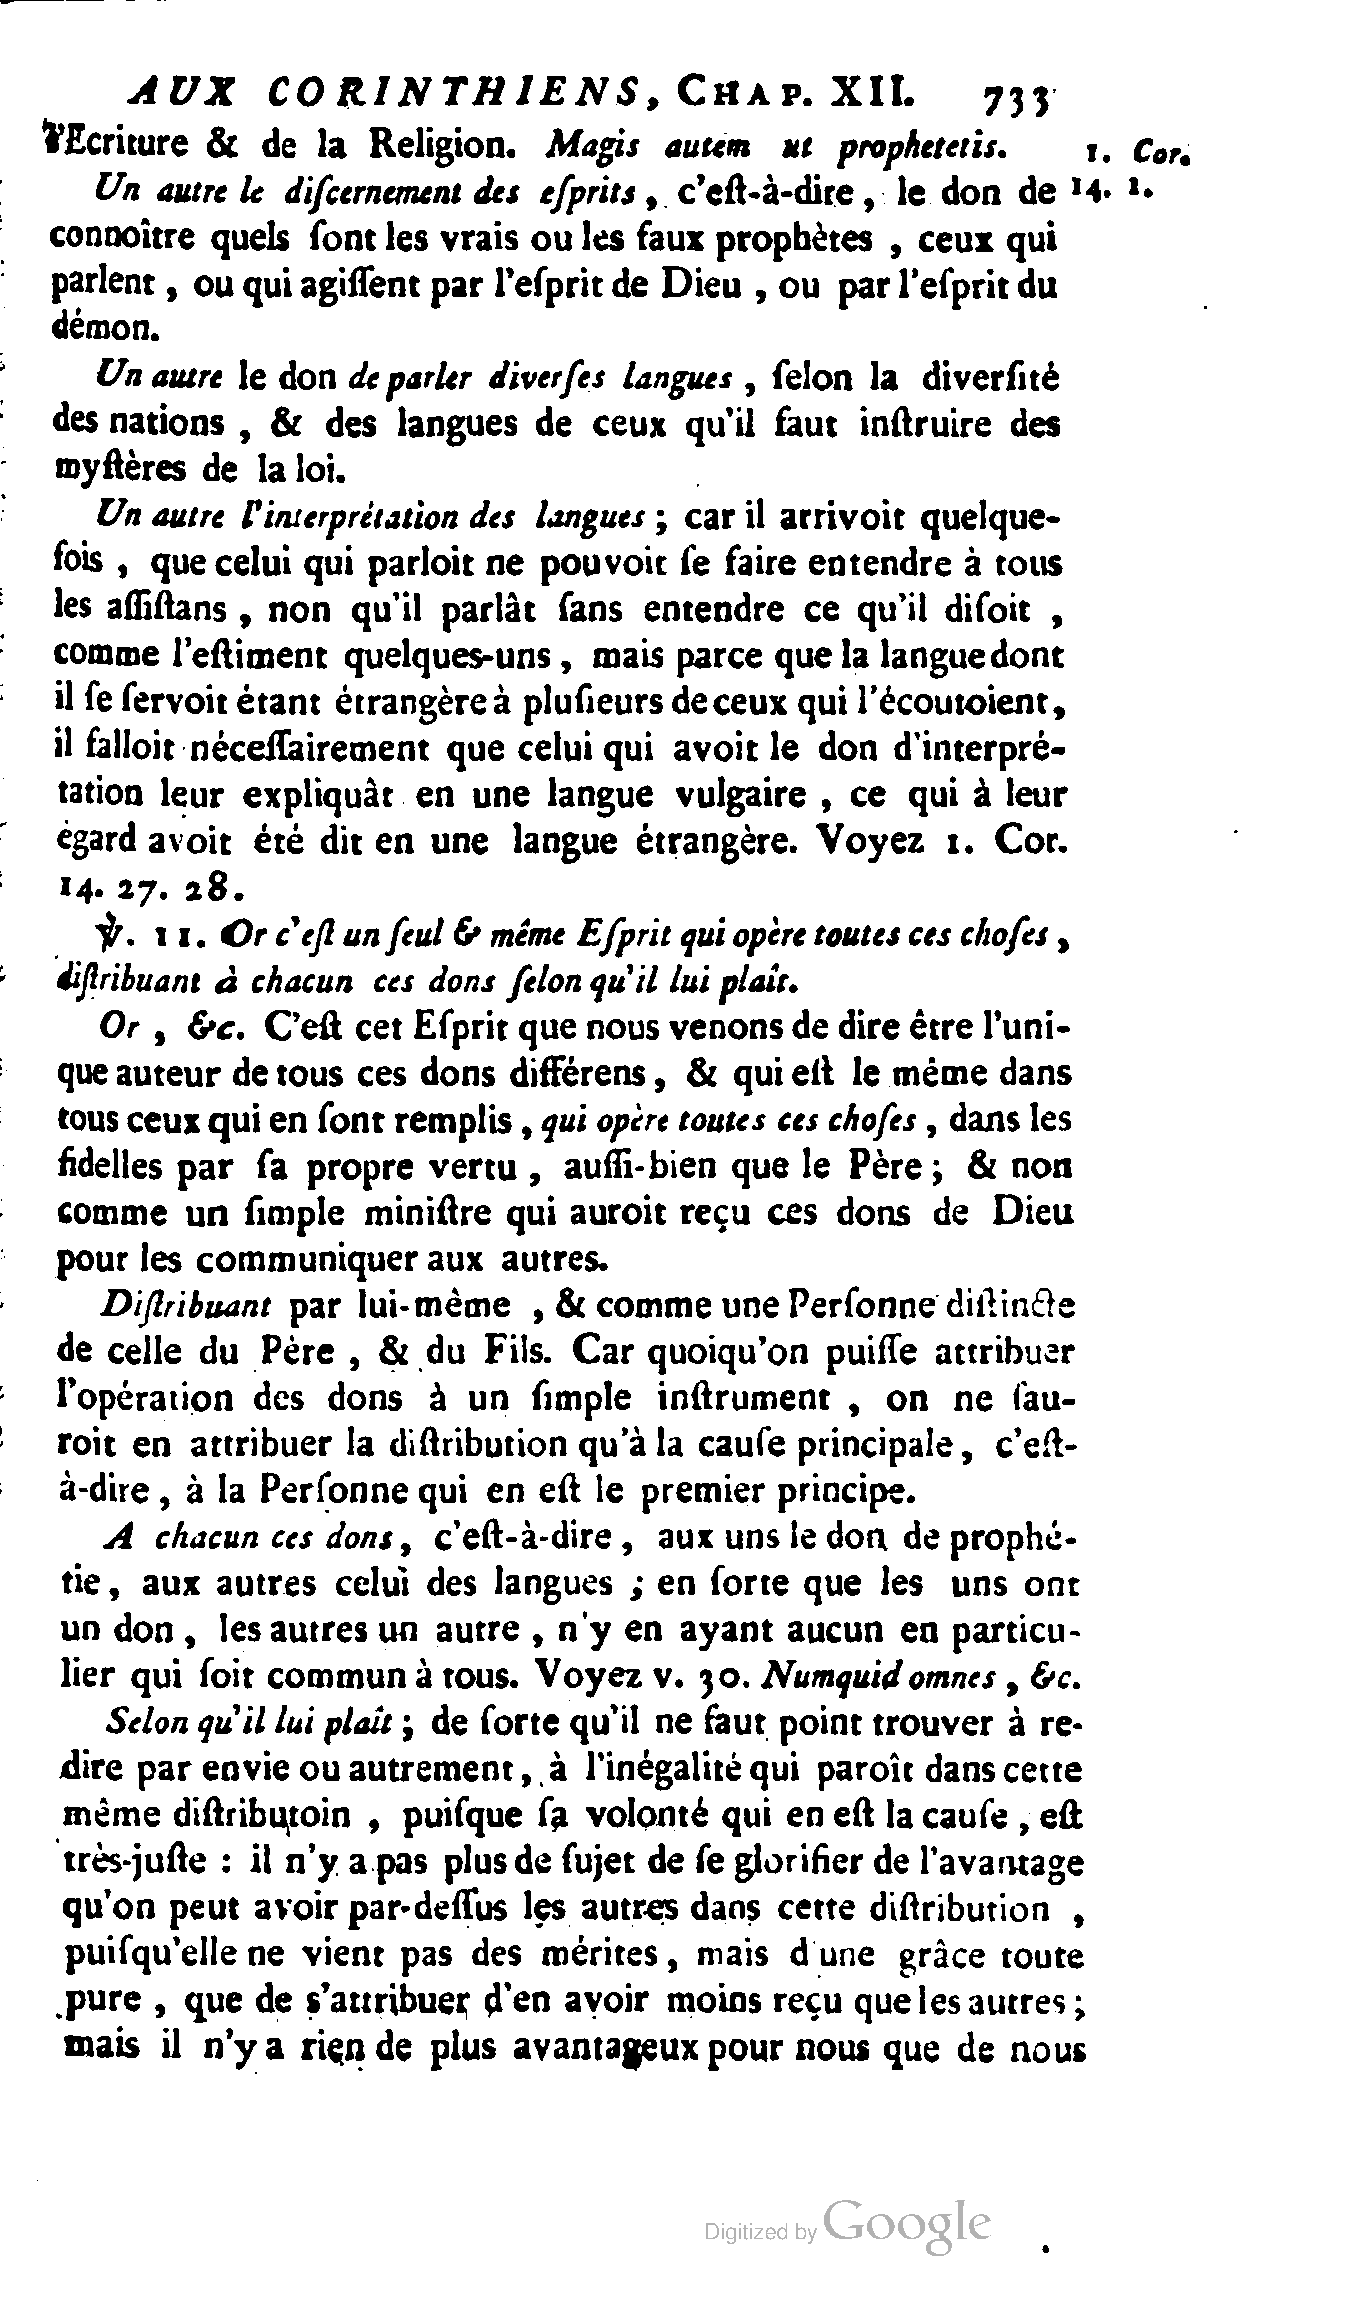 AUX CORINTHIENS, CHAP. XII. 733
l'Ecriture & de la Religion. Magis autem ut prophetetis. 1. Cor.
Un autre le diſcernement des eſprits, c'eſt-à-dire, le don de 14. 1.
connoître quels ſont les vrais ou les faux prophètes, ceux qui
parlent, ou qui agiſſent par l'eſprit de Dieu, ou par l'eſprit du
démon.
Un autre le don de parler diverſes langues, ſelon la diverſité
des nations, & des langues de ceux qu'il faut inſtruire des
myſtères de la loi.
Un autre l'interprétation des langues; car il arrivoit quelque-
fois, que celui qui parloit ne pouvoit ſe faire entendre à tous
les aſſiſtans, non qu'il parlât ſans entendre ce qu'il diſoit,
comme l'eſtiment quelques-uns, mais parce que la langue dont
il ſe ſervoit étant étrangère à pluſieurs de ceux qui l'écoutoient,
il falloit néceſſairement que celui qui avoit le don d'interpré-
tation leur expliquât en une langue vulgaire, ce qui à leur
égard avoit été dit en une langue étrangère. Voyez 1. Cor.
14. 27. 28.
℣. 11. Or c'eſt un ſeul & même Eſprit qui opère toutes ces choſes,
diſtribuant à chacun ces dons ſelon qu'il lui plaît.
Or, &c. C'eſt cet Eſprit que nous venons de dire être l'uni-
que auteur de tous ces dons différens, & qui eſt le même dans
tous ceux qui en ſont remplis, qui opère toutes ces choſes, dans les
fidelles par ſa propre vertu, auſſi-bien que le Père; & non
comme un ſimple miniſtre qui auroit reçu ces dons de Dieu
pour les communiquer aux autres.
Diſtribuant par lui-même, & comme une Perſonne diſtincte
de celle du Père, & du Fils. Car quoiqu'on puiſſe attribuer
l'opération des dons à un ſimple inſtrument, on ne ſau-
roit en attribuer la diſtribution qu'à la cauſe principale, c'eſt-
à-dire, à la Perſonne qui en eſt le premier principe.
A chacun ces dons, c'eſt-à-dire, aux uns le don de prophé-
tie, aux autres celui des langues; en ſorte que les uns ont
un don, les autres un autre, n'y en ayant aucun en particu-
lier qui ſoit commun à tous. Voyez v. 30. Numquid omnes, &c.
Selon qu'il lui plaît; de ſorte qu'il ne faut point trouver à re-
dire par envie ou autrement, à l'inégalité qui paroît dans cette
même diſtributoin, puiſque ſa volonté qui en eſt la cauſe, eſt
très-juſte : il n'y a pas plus de ſujet de ſe glorifier de l'avantage
qu'on peut avoir par-deſſus les autres dans cette diſtribution,
puiſqu'elle ne vient pas des mérites, mais d'une grâce toute
pure, que de s'attribuer d'en avoir moins reçu que les autres;
mais il n'y a rien de plus avantageux pour nous que de nous
Digitized by Google